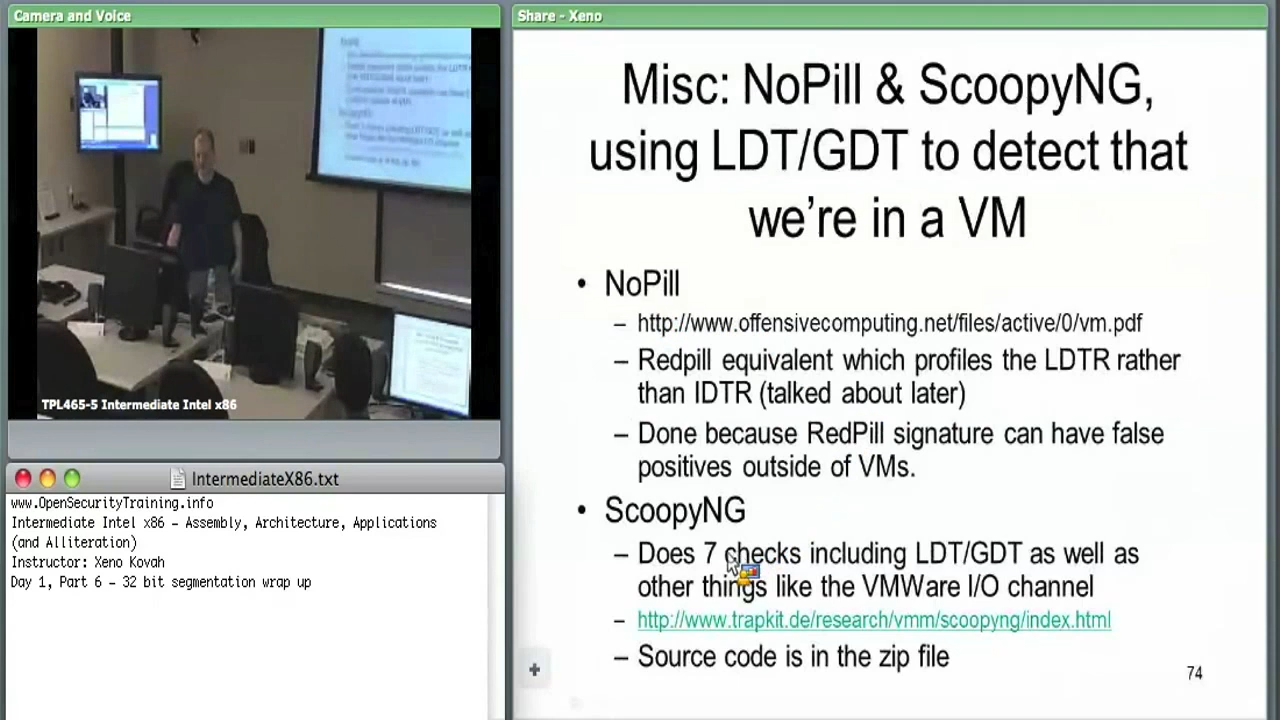 Camera and Voice
TPL465-5 Intermediate Intel x86
IntermediateX86.txt
www.OpenSecurityTraining.info
Intermediate Intel x86 – Assembly, Architecture, Applications
(and Alliteration)
Instructor: Xeno Kovah
Day 1, Part 6 – 32 bit segmentation wrap up
Share - Xeno
Misc: NoPill & ScoopyNG,
using LDT/GDT to detect that
we’re in a VM
• NoPill
– http://www.offensivecomputing.net/files/active/0/vm.pdf
– Redpill equivalent which profiles the LDTR rather
than IDTR (talked about later)
– Done because RedPill signature can have false
positives outside of VMs.
• ScoopyNG
– Does 7 checks including LDT/GDT as well as
other things like the VMWare I/O channel
– http://www.trapkit.de/research/vmm/scoopyng/index.html
– Source code is in the zip file
74